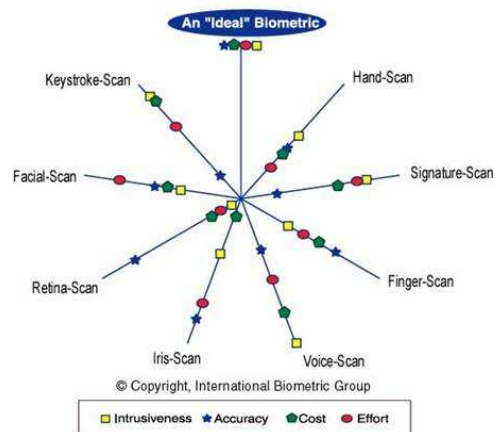 An "Ideal" Biometric
Keystroke-Scan
Hand-Scan
Facial-Scan
Signature-Scan
Retina-Scan
Finger-Scan
Iris-Scan
Voice-Scan
© Copyright, International Biometric Group
Intrusiveness Accuracy Cost Effort